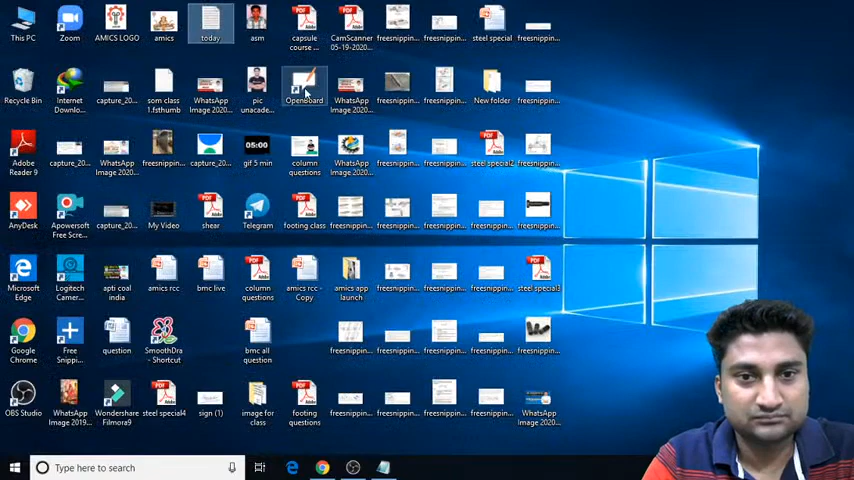 This PC
Zoom
AMICS LOGO
amics
today
asm
capsule
course ...
CamScanner
05-19-2020...
freesnippin...
freesnippin...
steel special
freesnippin...
Recycle Bin
Internet
Downlo...
capture_20...
som class
1.fsthumb
WhatsApp
Image 2020...
pic
unacade...
OpenBoard
WhatsApp
Image 2020...
freesnippin...
freesnippin...
New folder
freesnippin...
Adobe
Reader 9
capture_20...
WhatsApp
Image 2020...
freesnippin...
capture_20...
05:00
gif 5 min
column
questions
WhatsApp
Image 2020...
freesnippin...
freesnippin...
steel special2
freesnippin...
AnyDesk
Apowersoft
Free Scre...
capture_20...
My Video
shear
Telegram
footing class
freesnippin...
freesnippin...
freesnippin...
freesnippin...
freesnippin...
Microsoft
Edge
Logitech
Camer...
apti coal
india
amics rcc
bmc live
column
questions
amics rcc -
Copy
amics app
launch
freesnippin...
freesnippin...
freesnippin...
steel special3
Google
Chrome
Free
Snippi...
question
SmoothDra
- Shortcut
bmc all
question
freesnippin...
freesnippin...
freesnippin...
freesnippin...
freesnippin...
OBS Studio
WhatsApp
Image 2019...
Wondershare
Filmora9
steel special4
sign (1)
image for
class
footing
questions
freesnippin...
freesnippin...
freesnippin...
freesnippin...
WhatsApp
Image 2020...
Type here to search